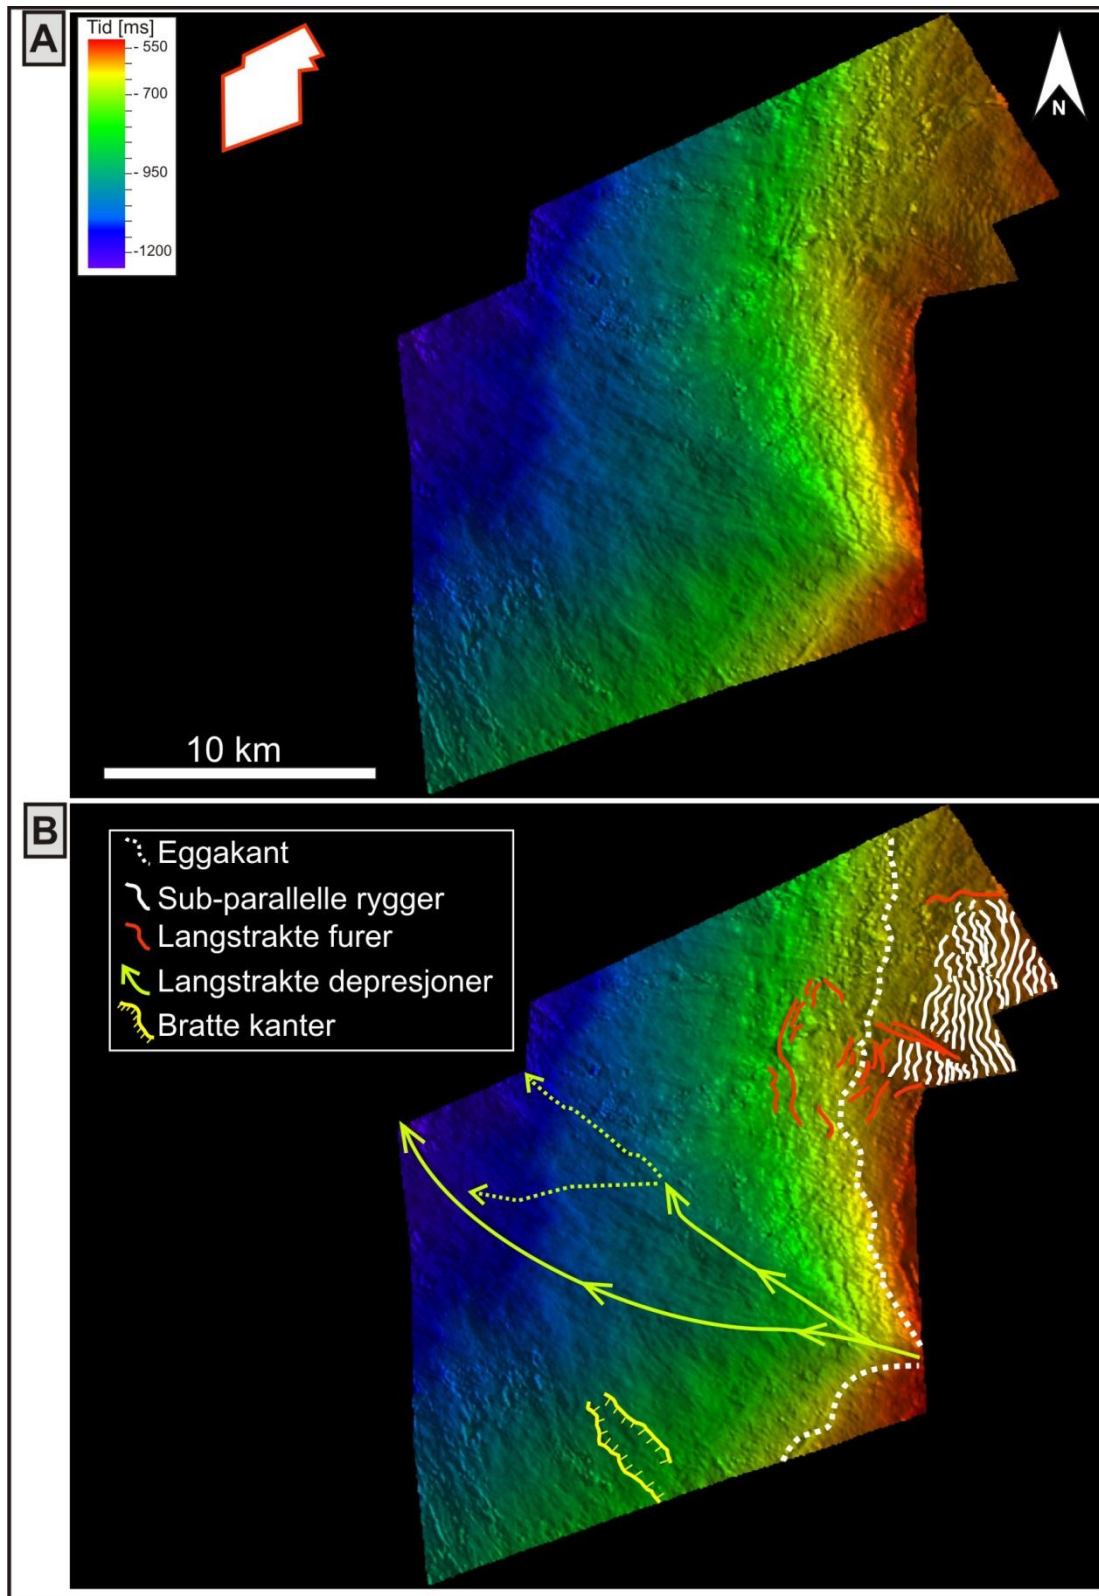 A
Tid [ms]
- 550
- 700
- 950
- 1200
N
10 km
B
Eggakant
Sub-parallelle rygger
Langstrakte furer
Langstrakte depresjoner
Bratte kanter